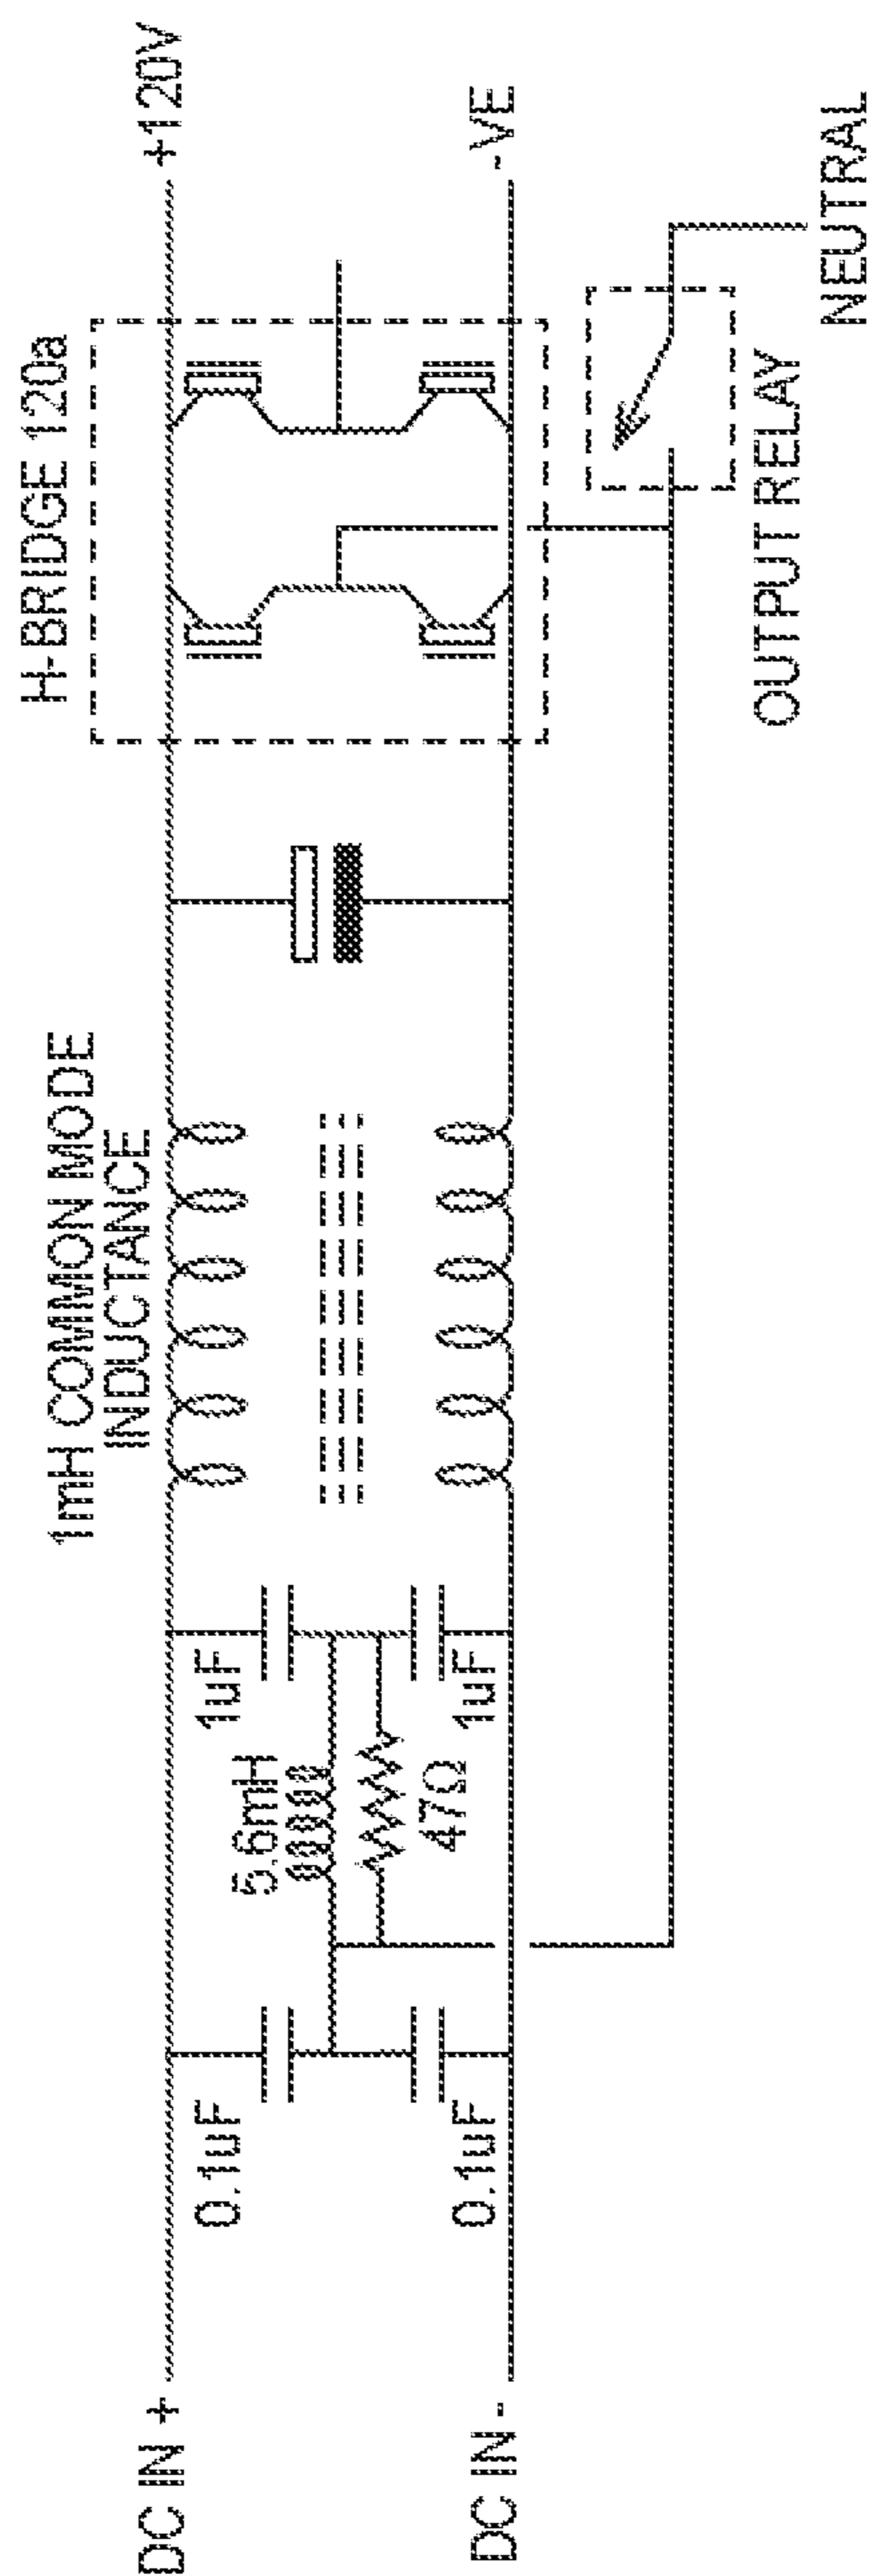 H-BRIDGE 120a
+120V
-VE
NEUTRAL
OUTPUT RELAY
1mH COMMON MODE
INDUCTANCE
1uF
1uF
5.6mH
47Ω
0.1uF
0.1uF
DC IN +
DC IN -